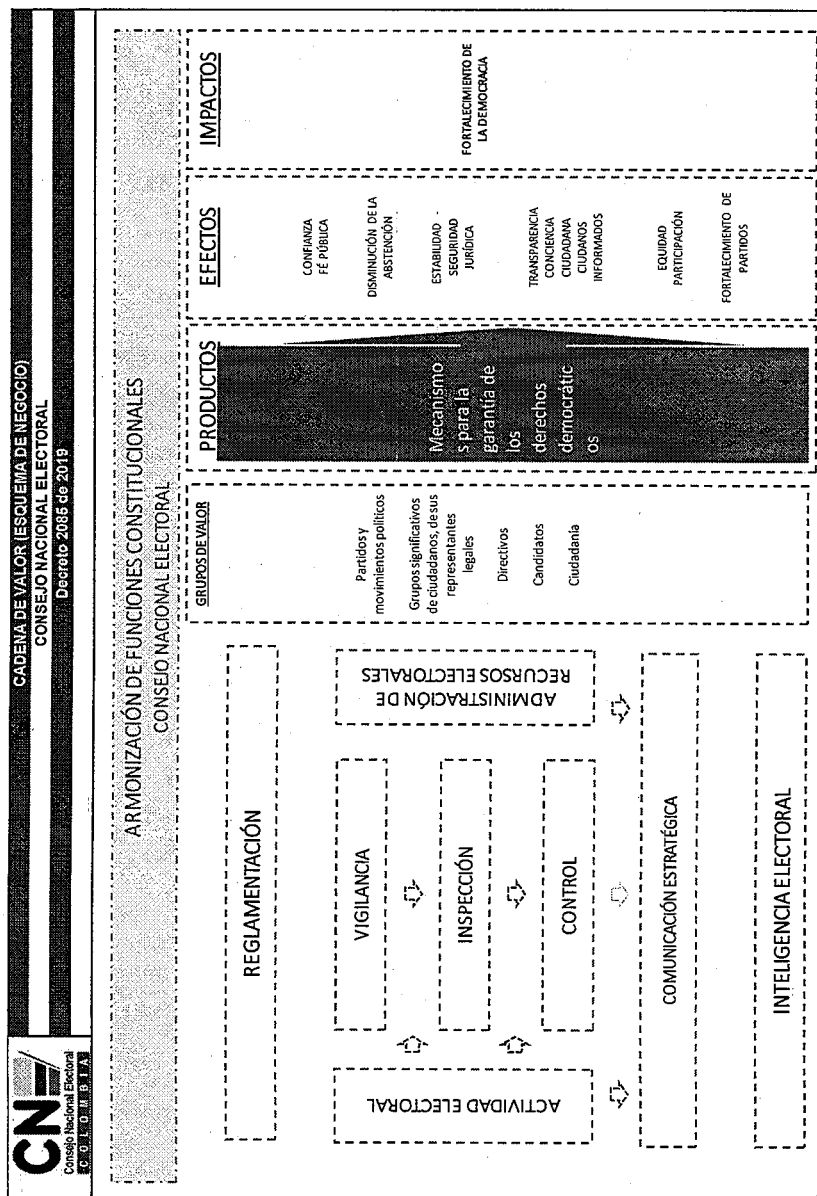 CNE
Consejo Nacional Electoral
COLOMBIA
CADENA DE VALOR (ESQUEMA DE NEGOCIO)
CONSEJO NACIONAL ELECTORAL
Decreto 2085 de 2019
ARMONIZACIÓN DE FUNCIONES CONSTITUCIONALES
CONSEJO NACIONAL ELECTORAL
REGLAMENTACIÓN
ACTIVIDAD ELECTORAL
VIGILANCIA
INSPECCIÓN
CONTROL
ADMINISTRACIÓN DE
RECURSOS ELECTORALES
COMUNICACIÓN ESTRATÉGICA
INTELIGENCIA ELECTORAL
GRUPOS DE VALOR
Partidos y
movimientos políticos
Grupos significativos
de ciudadanos, de sus
representantes
legales
Directivos
Candidatos
Ciudadanía
PRODUCTOS
Mecanismo
s para la
garantía de
los
derechos
democrátic
os
EFECTOS
CONFIANZA
FÉ PÚBLICA
DISMINUCIÓN DE LA
ABSTENCIÓN
ESTABILIDAD -
SEGURIDAD
JURÍDICA
TRANSPARENCIA
CONCIENCIA
CIUDADANA
CIUDADANOS
INFORMADOS
EQUIDAD
PARTICIPACIÓN
FORTALECIMIENTO DE
PARTIDOS
IMPACTOS
FORTALECIMIENTO DE
LA DEMOCRACIA